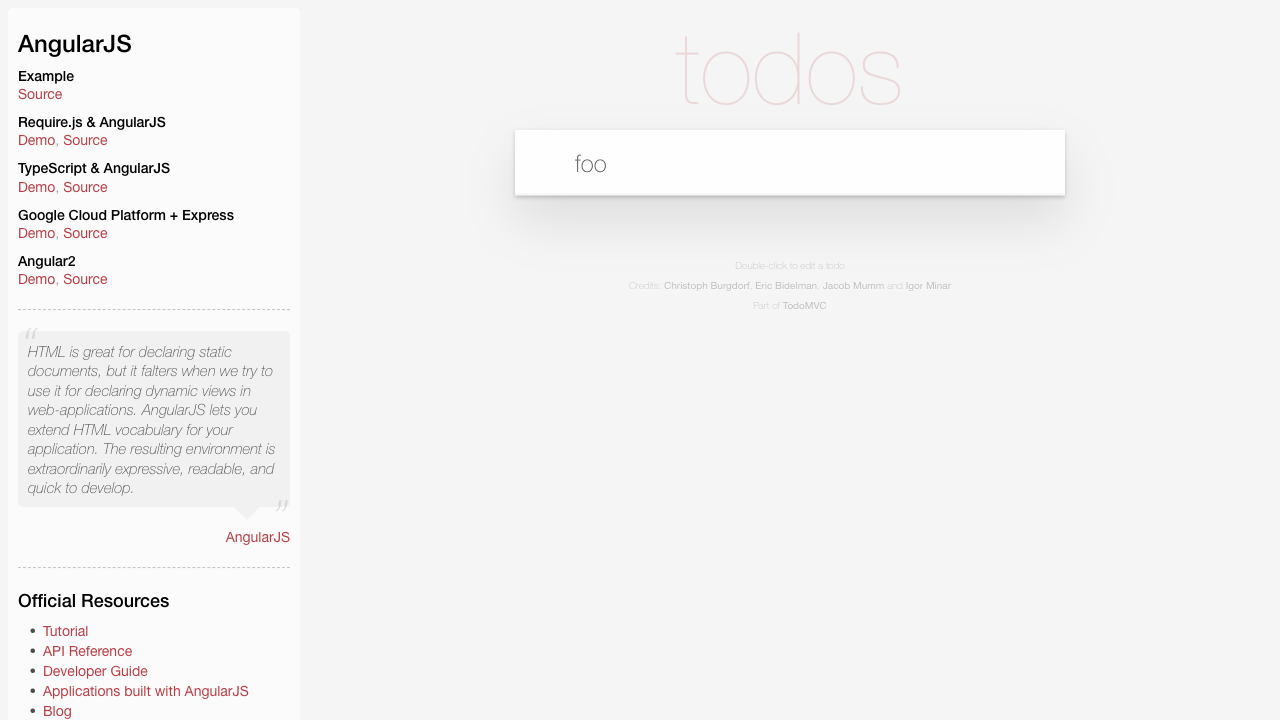 AngularJS
Example
Source
Require.js & AngularJS
Demo, Source
TypeScript & AngularJS
Demo, Source
Google Cloud Platform + Express
Demo, Source
Angular2
Demo, Source
“
HTML is great for declaring static
documents, but it falters when we try to
use it for declaring dynamic views in
web-applications. AngularJS lets you
extend HTML vocabulary for your
application. The resulting environment is
extraordinarily expressive, readable, and
quick to develop.
”
AngularJS
Official Resources
• Tutorial
• API Reference
• Developer Guide
• Applications built with AngularJS
• Blog
todos
foo
Double-click to edit a todo
Credits: Christoph Burgdorf, Eric Bidelman, Jacob Mumm and Igor Minar
Part of TodoMVC